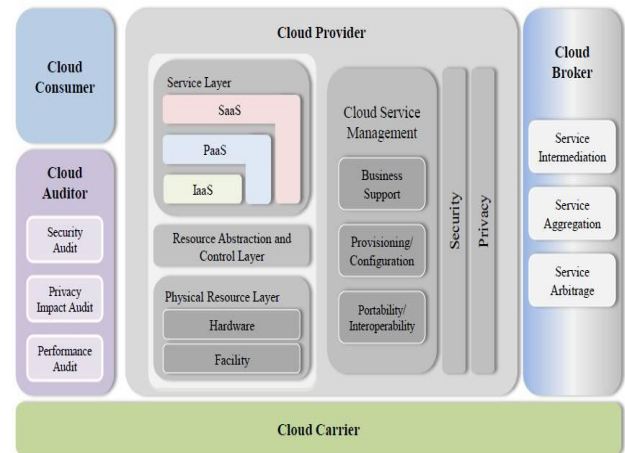 Cloud
Consumer
Cloud
Auditor
Security
Audit
Privacy
Impact Audit
Performance
Audit
Cloud Provider
Service Layer
SaaS
PaaS
IaaS
Resource Abstraction and
Control Layer
Physical Resource Layer
Hardware
Facility
Cloud Service
Management
Business
Support
Provisioning/
Configuration
Portability/
Interoperability
Security
Privacy
Cloud
Broker
Service
Intermediation
Service
Aggregation
Service
Arbitrage
Cloud Carrier